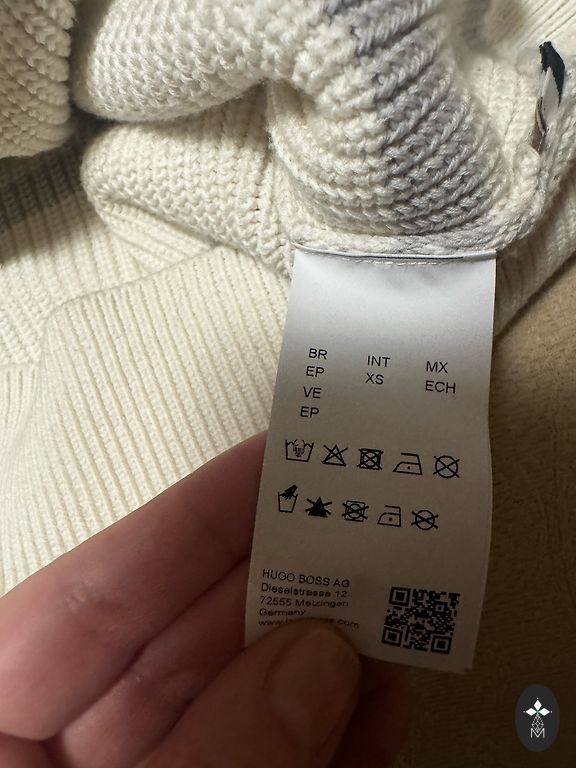 BR
EP
VE
EP
INT
XS
MX
ECH
HUGO BOSS AG
Dieselstrasse 12
72555 Metzingen
Germany
M